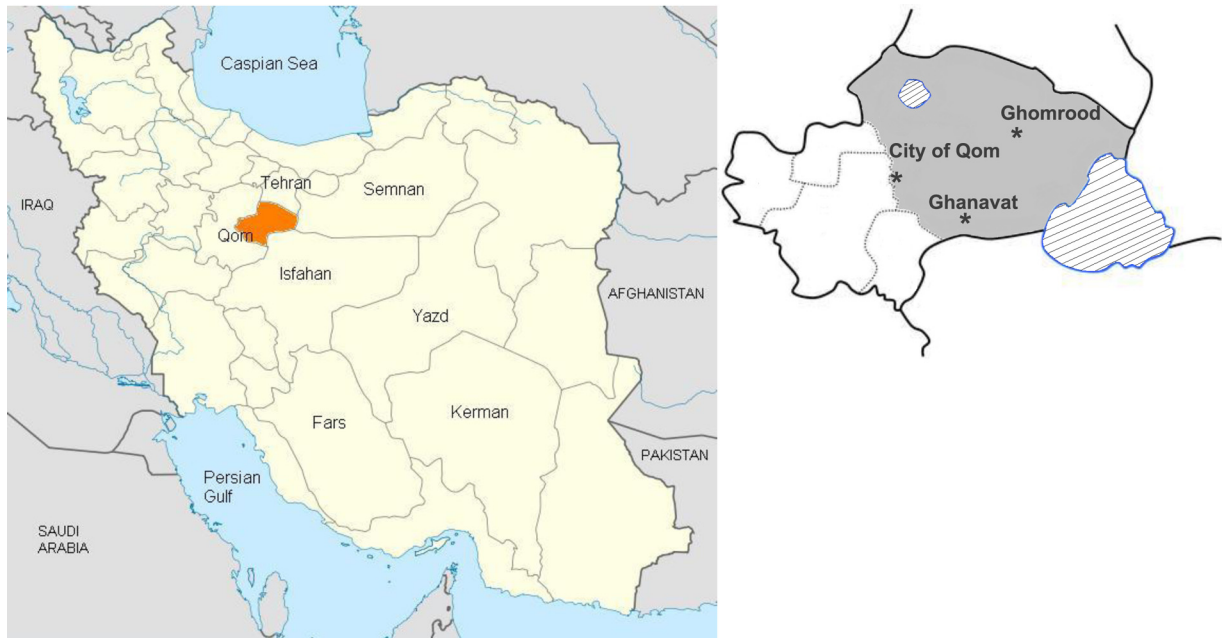 Caspian Sea
Tehran
Semnan
IRAQ
Qom
Isfahan
AFGHANISTAN
Yazd
Kerman
Fars
PAKISTAN
Persian
Gulf
SAUDI
ARABIA
Ghomrood
*
City of Qom
*
Ghanavat
*